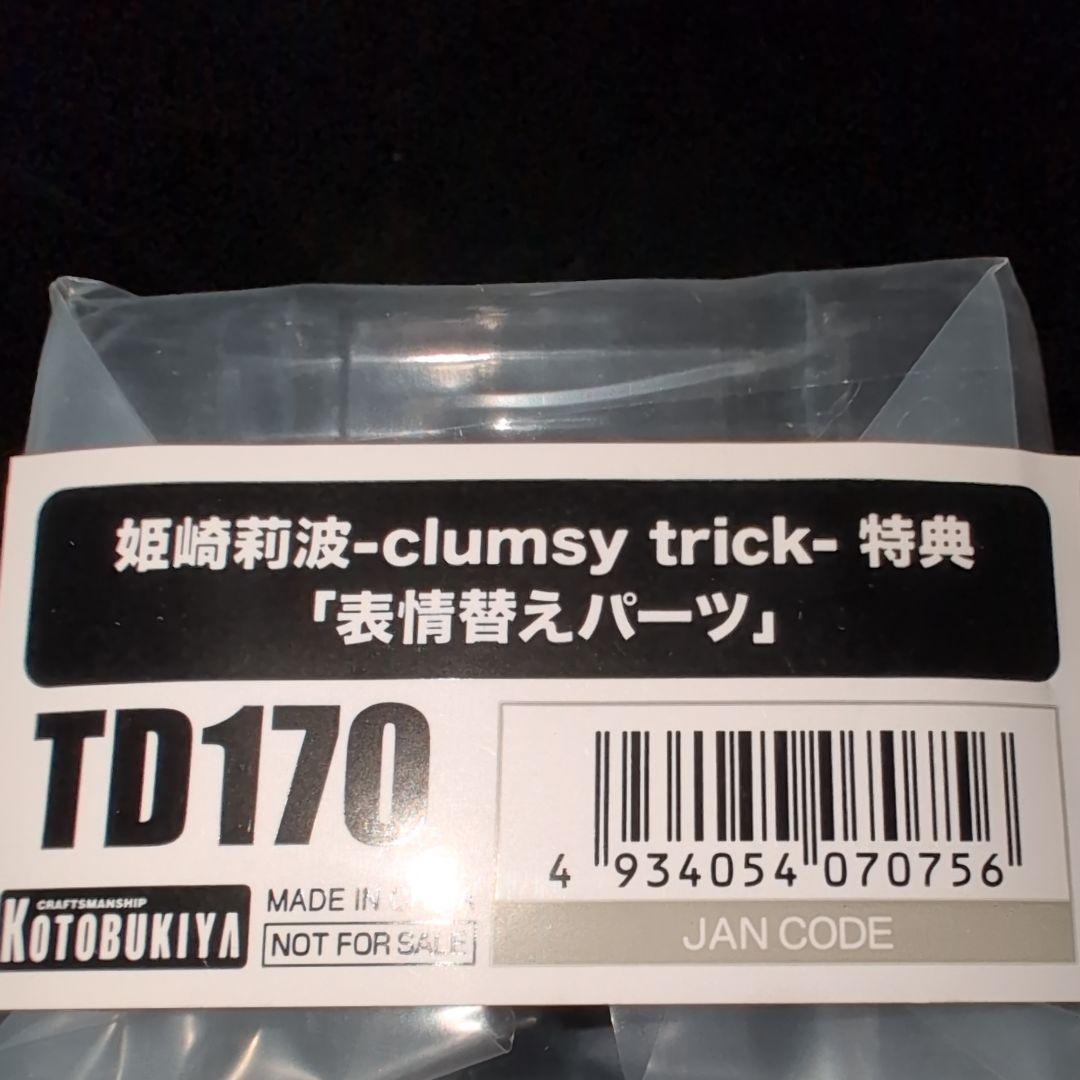 姫崎莉波-clumsy trick- 特典
「表情替えパーツ」
TD170
4 934054 070756
JAN CODE
CRAFTSMANSHIP
KOTOBUKIYA
MADE IN
NOT FOR SALE